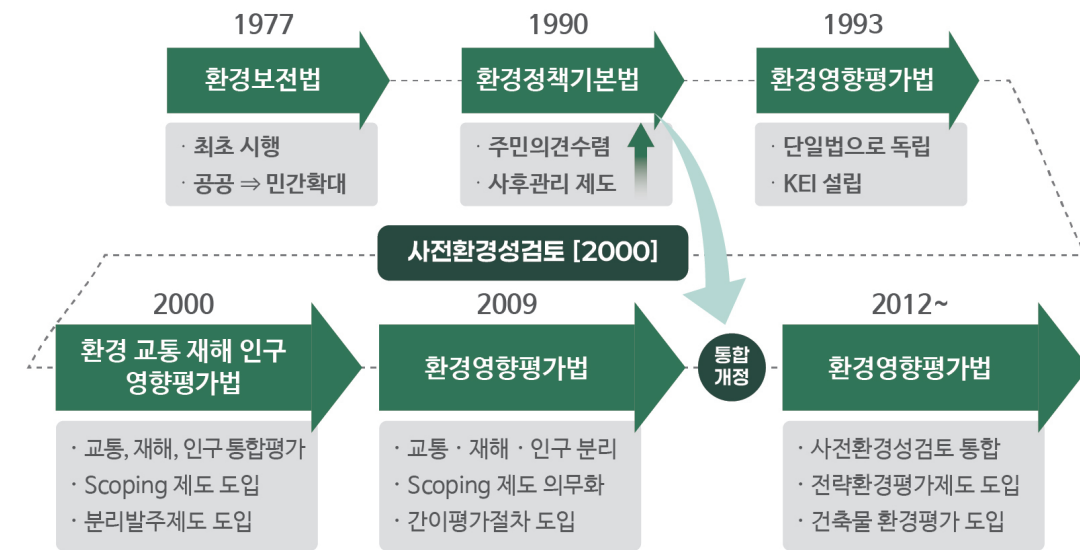 1977
환경보전법
· 최초 시행
· 공공 ⇒ 민간확대
1990
환경정책기본법
· 주민의견수렴
· 사후관리 제도
1993
환경영향평가법
· 단일법으로 독립
· KEI 설립
사전환경성검토 [2000]
2000
환경 교통 재해 인구
영향평가법
· 교통, 재해, 인구 통합평가
· Scoping 제도 도입
· 분리발주제도 도입
2009
환경영향평가법
· 교통 · 재해 · 인구 분리
· Scoping 제도 의무화
· 간이평가절차 도입
통합
개정
2012~
환경영향평가법
· 사전환경성검토 통합
· 전략환경평가제도 도입
· 건축물 환경평가 도입